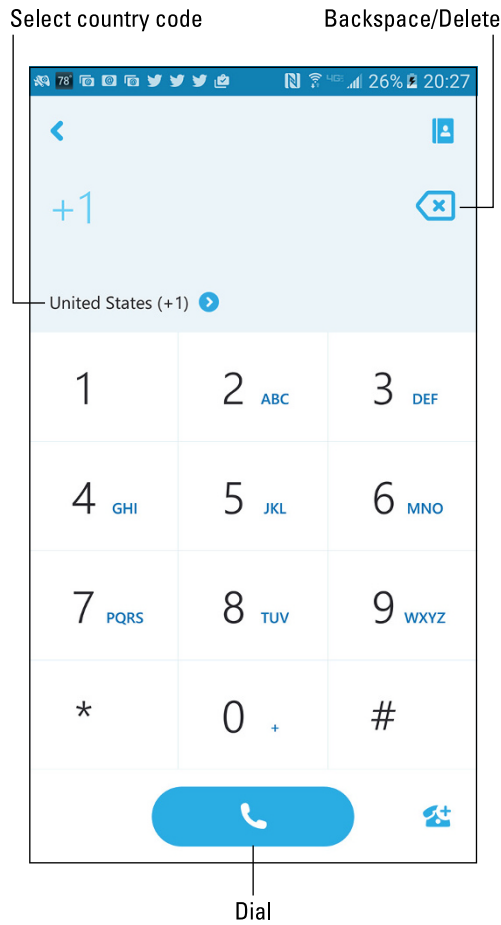 Select country code Backspace/Delete
78° 4G 26% 20:27
+1
United States (+1)
1 2 ABC 3 DEF
4 GHI 5 JKL 6 MNO
7 PQRS 8 TUV 9 WXYZ
* 0 + #
Dial